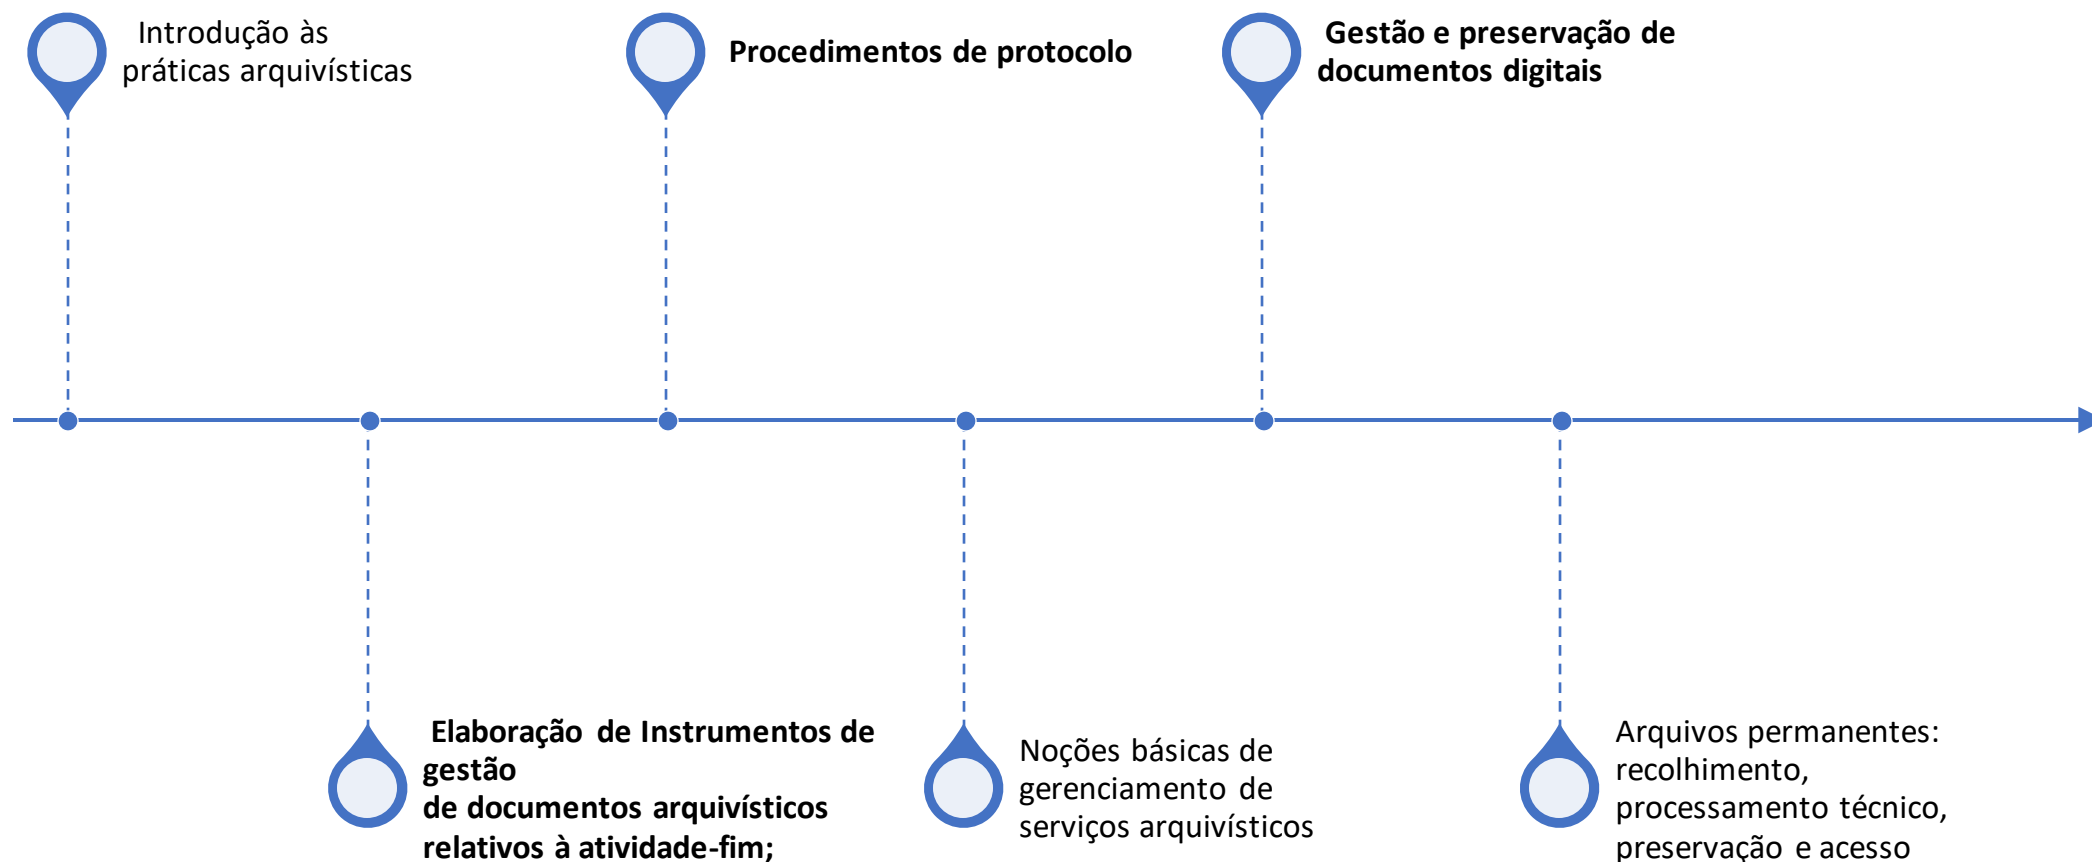 Introdução às
práticas arquivísticas
Procedimentos de protocolo
Gestão e preservação de
documentos digitais
Elaboração de Instrumentos de
gestão
de documentos arquivísticos
relativos à atividade-fim;
Noções básicas de
gerenciamento de
serviços arquivísticos
Arquivos permanentes:
recolhimento,
processamento técnico,
preservação e acesso